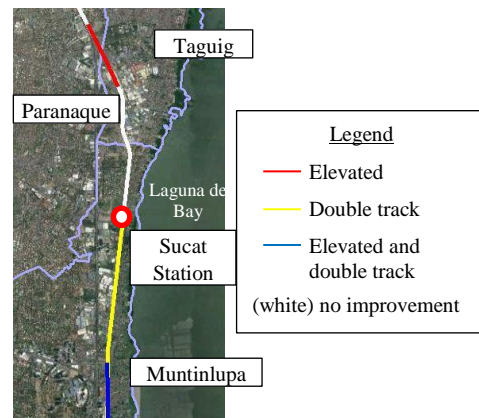 Taguig
Paranaque
Laguna de
Bay
Sucat
Station
Muntinlupa
Legend
Elevated
Double track
Elevated and
double track
(white) no improvement